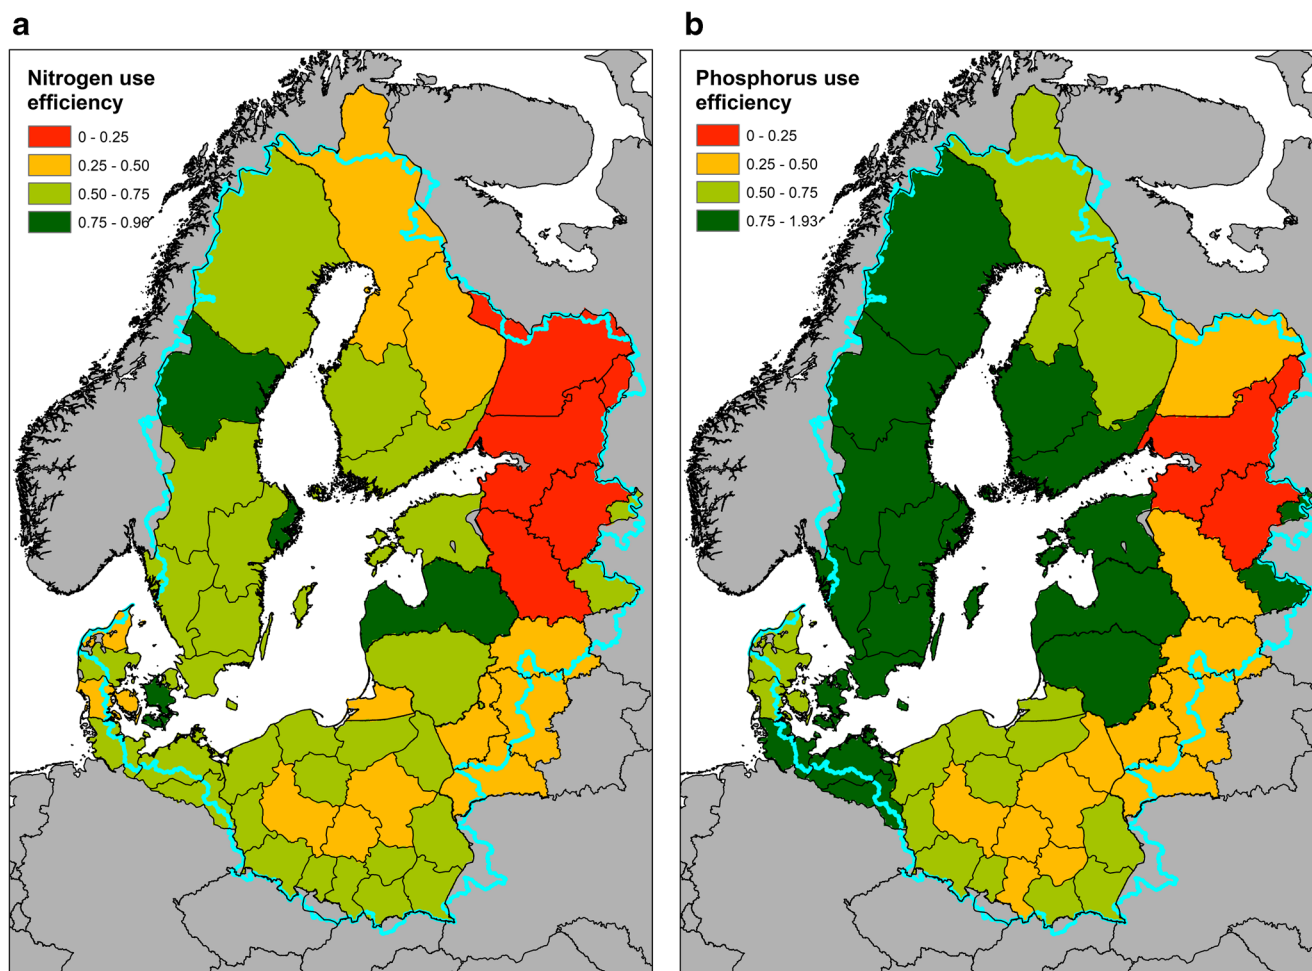 a
Nitrogen use
efficiency
0 - 0.25
0.25 - 0.50
0.50 - 0.75
0.75 - 0.96
b
Phosphorus use
efficiency
0 - 0.25
0.25 - 0.50
0.50 - 0.75
0.75 - 1.93